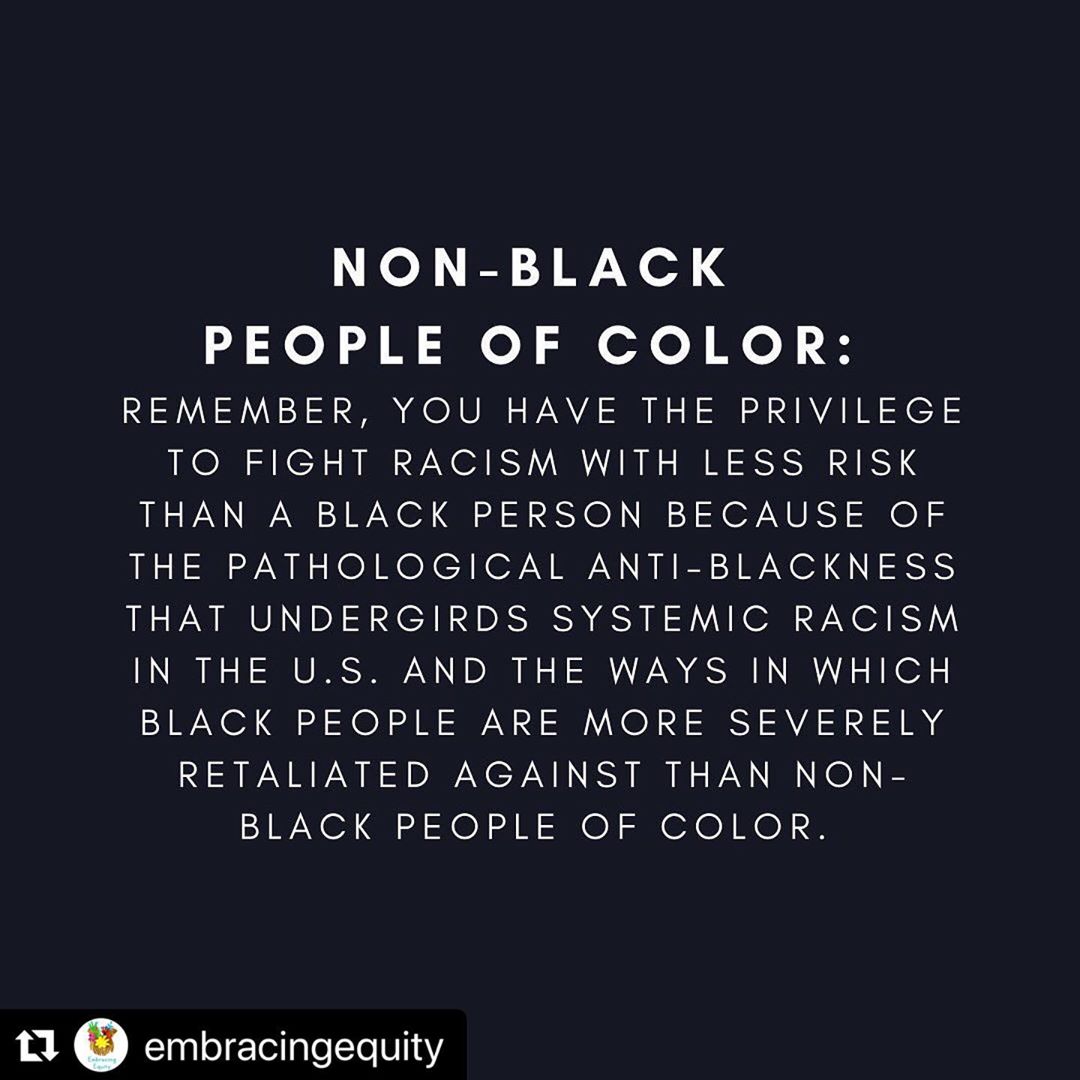 NON-BLACK
PEOPLE OF COLOR:
REMEMBER, YOU HAVE THE PRIVILEGE
TO FIGHT RACISM WITH LESS RISK
THAN A BLACK PERSON BECAUSE OF
THE PATHOLOGICAL ANTI-BLACKNESS
THAT UNDERGIRDS SYSTEMIC RACISM
IN THE U.S. AND THE WAYS IN WHICH
BLACK PEOPLE ARE MORE SEVERELY
RETALIATED AGAINST THAN NON-
BLACK PEOPLE OF COLOR.
Embracing
Equity
embracingequity